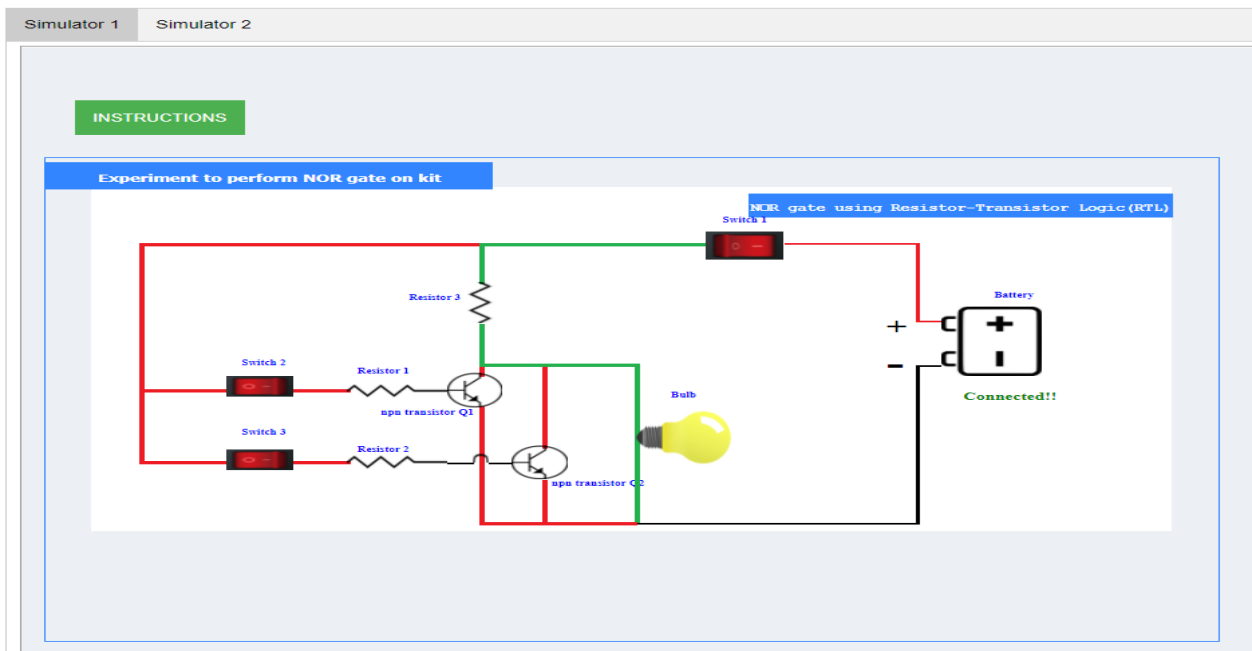 Simulator 1 Simulator 2
INSTRUCTIONS
Experiment to perform NOR gate on kit
NOR gate using Resistor-Transistor Logic(RTL)
Switch 1
Resistor 3
Battery
+
-
Connected!!
Switch 2
Resistor 1
npn transistor Q1
Bulb
Switch 3
Resistor 2
npn transistor Q2